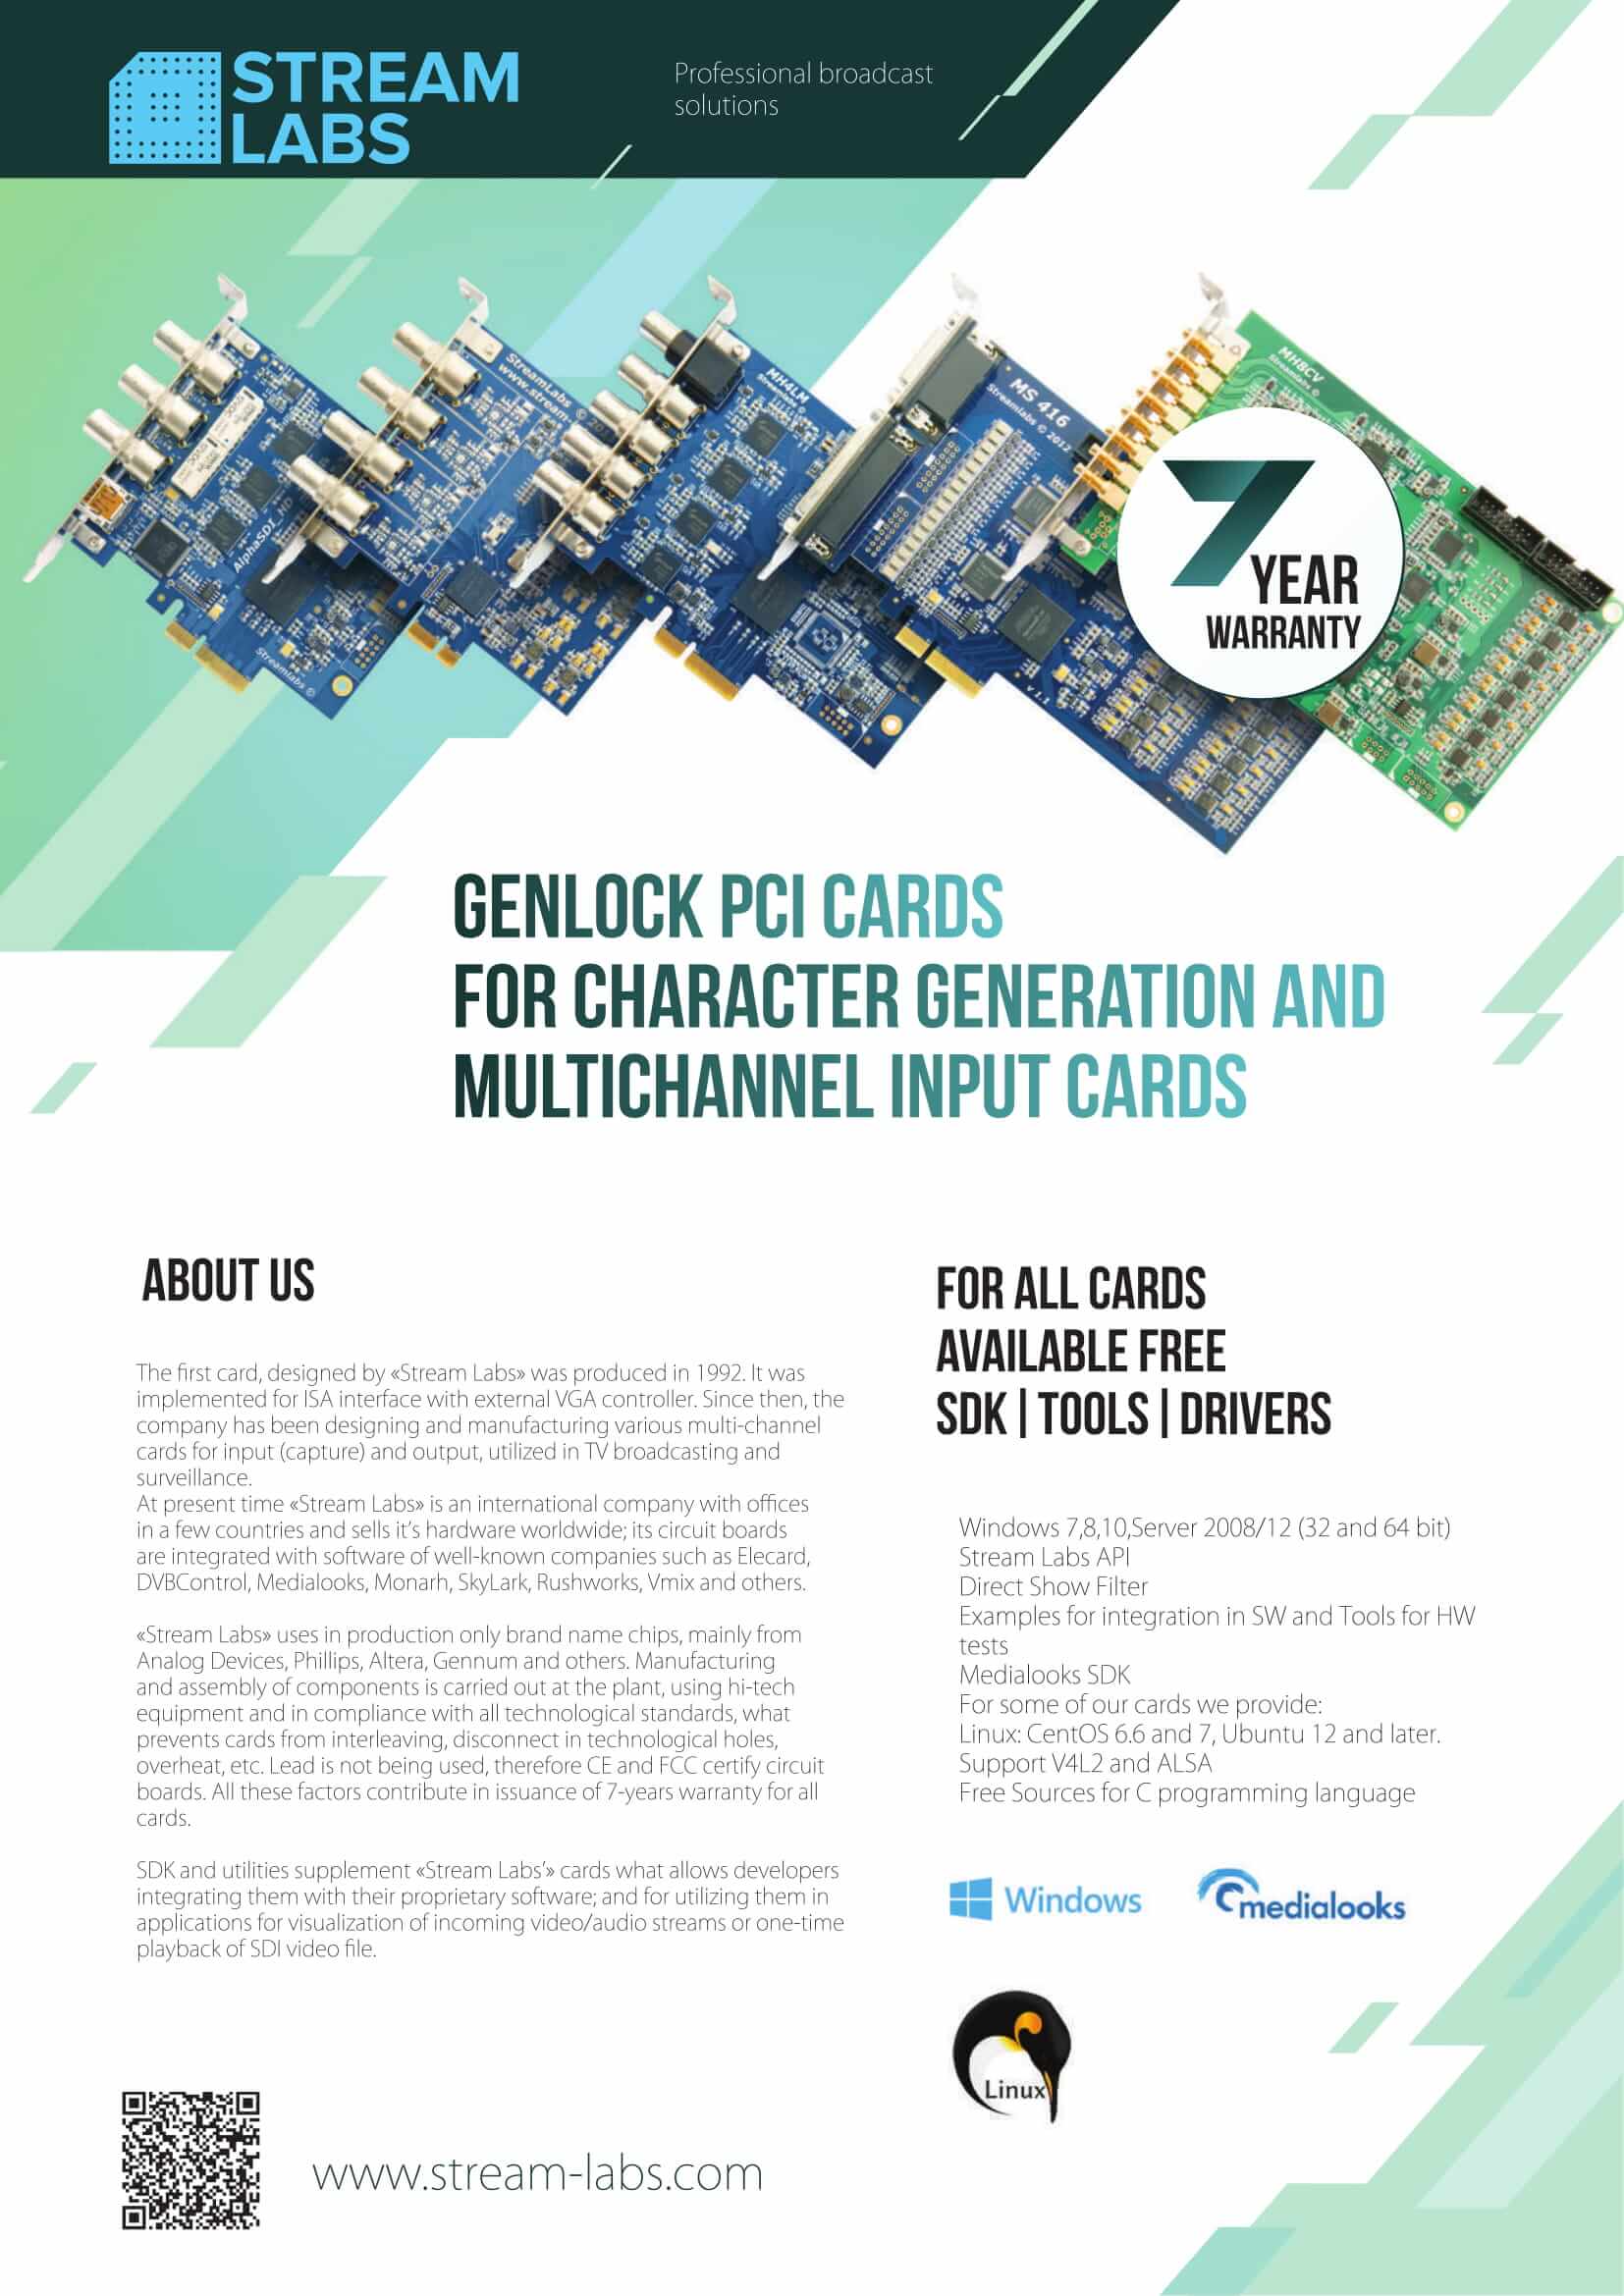 STREAM
LABS
Professional broadcast
solutions
AlphaSDI
Streamlabs ©
StreamLabs ©
www.stream
MH4LM
Streamlabs ©
MS 416
Streamlabs © 201
v 1.1
MH8CV
Streamlabs ©
7
YEAR
WARRANTY
GENLOCK PCI CARDS
FOR CHARACTER GENERATION AND
MULTICHANNEL INPUT CARDS
ABOUT US
The first card, designed by «Stream Labs» was produced in 1992. It was
implemented for ISA interface with external VGA controller. Since then, the
company has been designing and manufacturing various multi-channel
cards for input (capture) and output, utilized in TV broadcasting and
surveillance.
At present time «Stream Labs» is an international company with offices
in a few countries and sells it’s hardware worldwide; its circuit boards
are integrated with software of well-known companies such as Elecard,
DVBControl, Medialooks, Monarh, SkyLark, Rushworks, Vmix and others.
«Stream Labs» uses in production only brand name chips, mainly from
Analog Devices, Phillips, Altera, Gennum and others. Manufacturing
and assembly of components is carried out at the plant, using hi-tech
equipment and in compliance with all technological standards, what
prevents cards from interleaving, disconnect in technological holes,
overheat, etc. Lead is not being used, therefore CE and FCC certify circuit
boards. All these factors contribute in issuance of 7-years warranty for all
cards.
SDK and utilities supplement «Stream Labs’» cards what allows developers
integrating them with their proprietary software; and for utilizing them in
applications for visualization of incoming video/audio streams or one-time
playback of SDI video file.
FOR ALL CARDS
AVAILABLE FREE
SDK | TOOLS | DRIVERS
Windows 7,8,10,Server 2008/12 (32 and 64 bit)
Stream Labs API
Direct Show Filter
Examples for integration in SW and Tools for HW
tests
Medialooks SDK
For some of our cards we provide:
Linux: CentOS 6.6 and 7, Ubuntu 12 and later.
Support V4L2 and ALSA
Free Sources for C programming language
Windows
medialooks
Linux
www.stream-labs.com